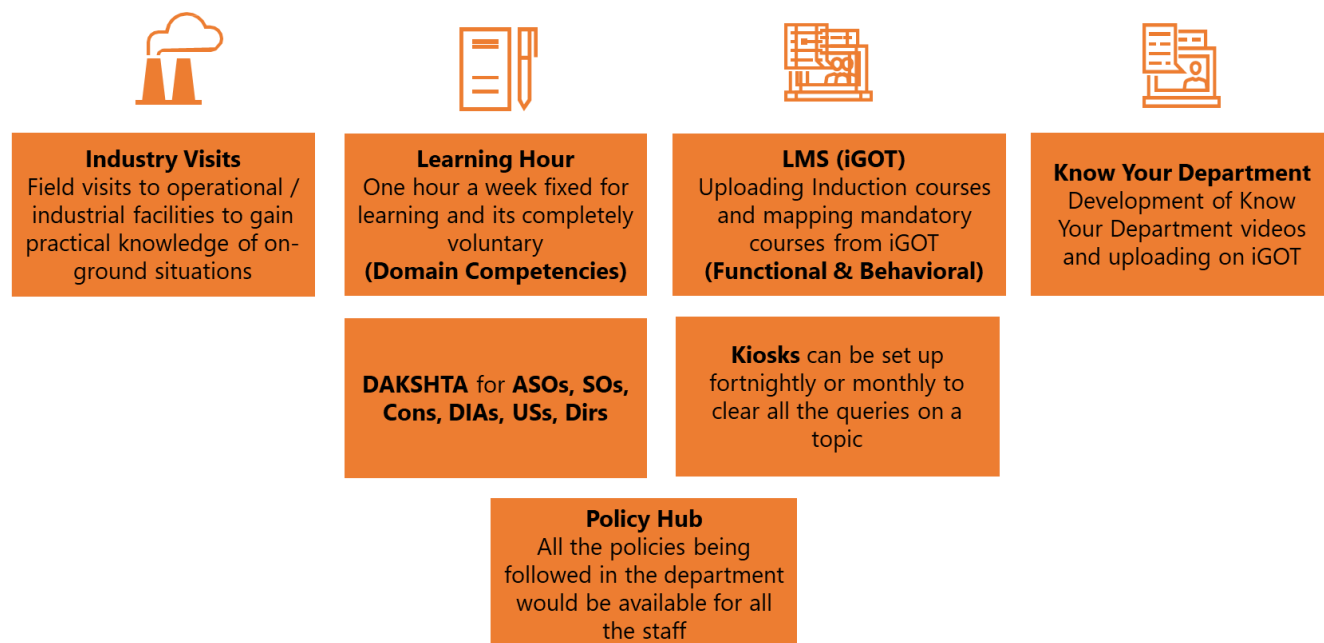 Industry Visits
Field visits to operational /
industrial facilities to gain
practical knowledge of on-
ground situations
Learning Hour
One hour a week fixed for
learning and its completely
voluntary
(Domain Competencies)
LMS (iGOT)
Uploading Induction courses
and mapping mandatory
courses from iGOT
(Functional & Behavioral)
Know Your Department
Development of Know
Your Department videos
and uploading on iGOT
DAKSHTA for ASOs, SOs,
Cons, DIAs, USs, Dirs
Kiosks can be set up
fortnightly or monthly to
clear all the queries on a
topic
Policy Hub
All the policies being
followed in the department
would be available for all
the staff